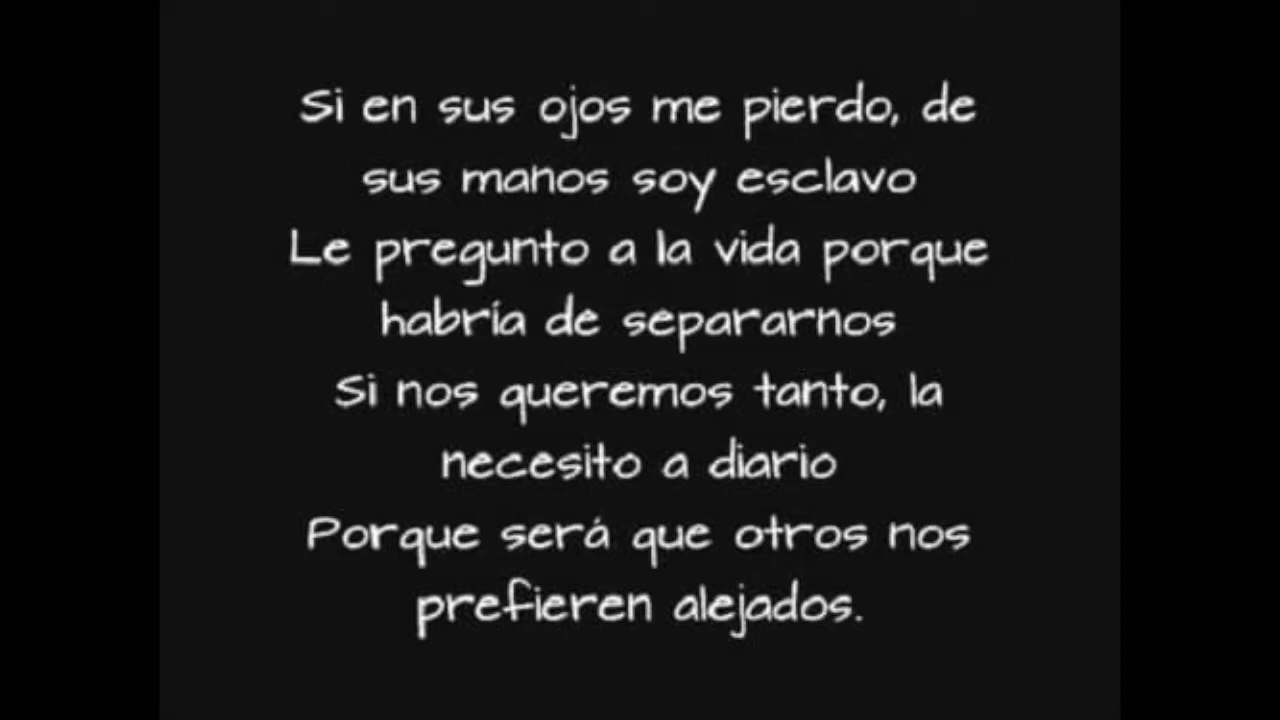 Si en sus ojos me pierdo, de
sus manos soy esclavo
Le pregunto a la vida porque
habría de separarnos
Si nos queremos tanto, la
necesito a diario
Porque será que otros nos
prefieren alejados.